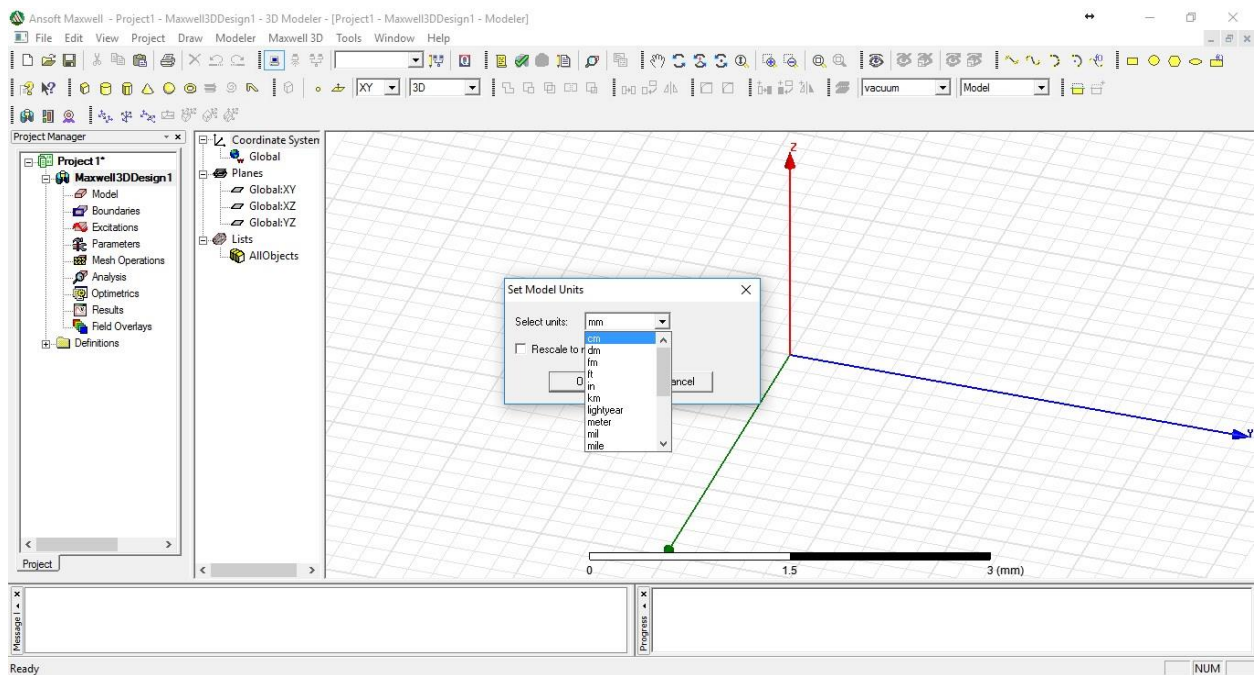 Ansoft Maxwell - Project1 - Maxwell3DDesign1 - 3D Modeler - [Project1 - Maxwell3DDesign1 - Modeler]
File Edit View Project Draw Modeler Maxwell 3D Tools Window Help
XY 3D vacuum Model
Project Manager
Project1*
Maxwell3DDesign1
Model
Boundaries
Excitations
Parameters
Mesh Operations
Analysis
Optimetrics
Results
Field Overlays
Definitions
Project
Coordinate System
Global
Planes
Global:XY
Global:XZ
Global:YZ
Lists
AllObjects
Z
Y
Set Model Units
Select units: mm
Rescale to
cm
dm
fm
ft
in
km
lightyear
meter
mil
mile
0 1.5 3 (mm)
Message
Progress
Ready
NUM